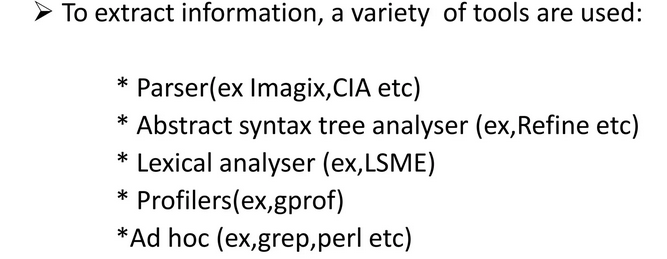 ➢ To extract information, a variety of tools are used:
* Parser(ex Imagix,CIA etc)
* Abstract syntax tree analyser (ex,Refine etc)
* Lexical analyser (ex,LSME)
* Profilers(ex,gprof)
*Ad hoc (ex,grep,perl etc)